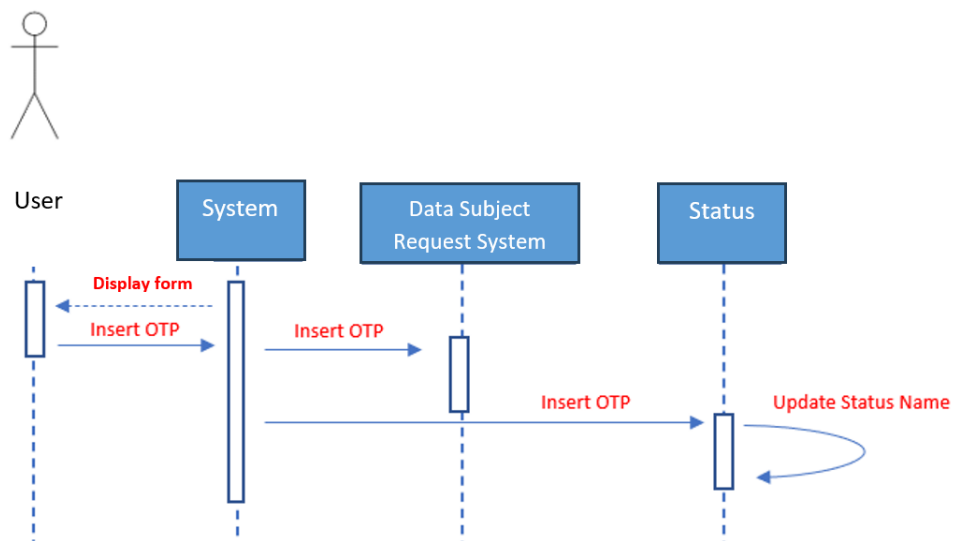 User
System
Data Subject
Request System
Status
Display form
Insert OTP
Insert OTP
Insert OTP
Update Status Name